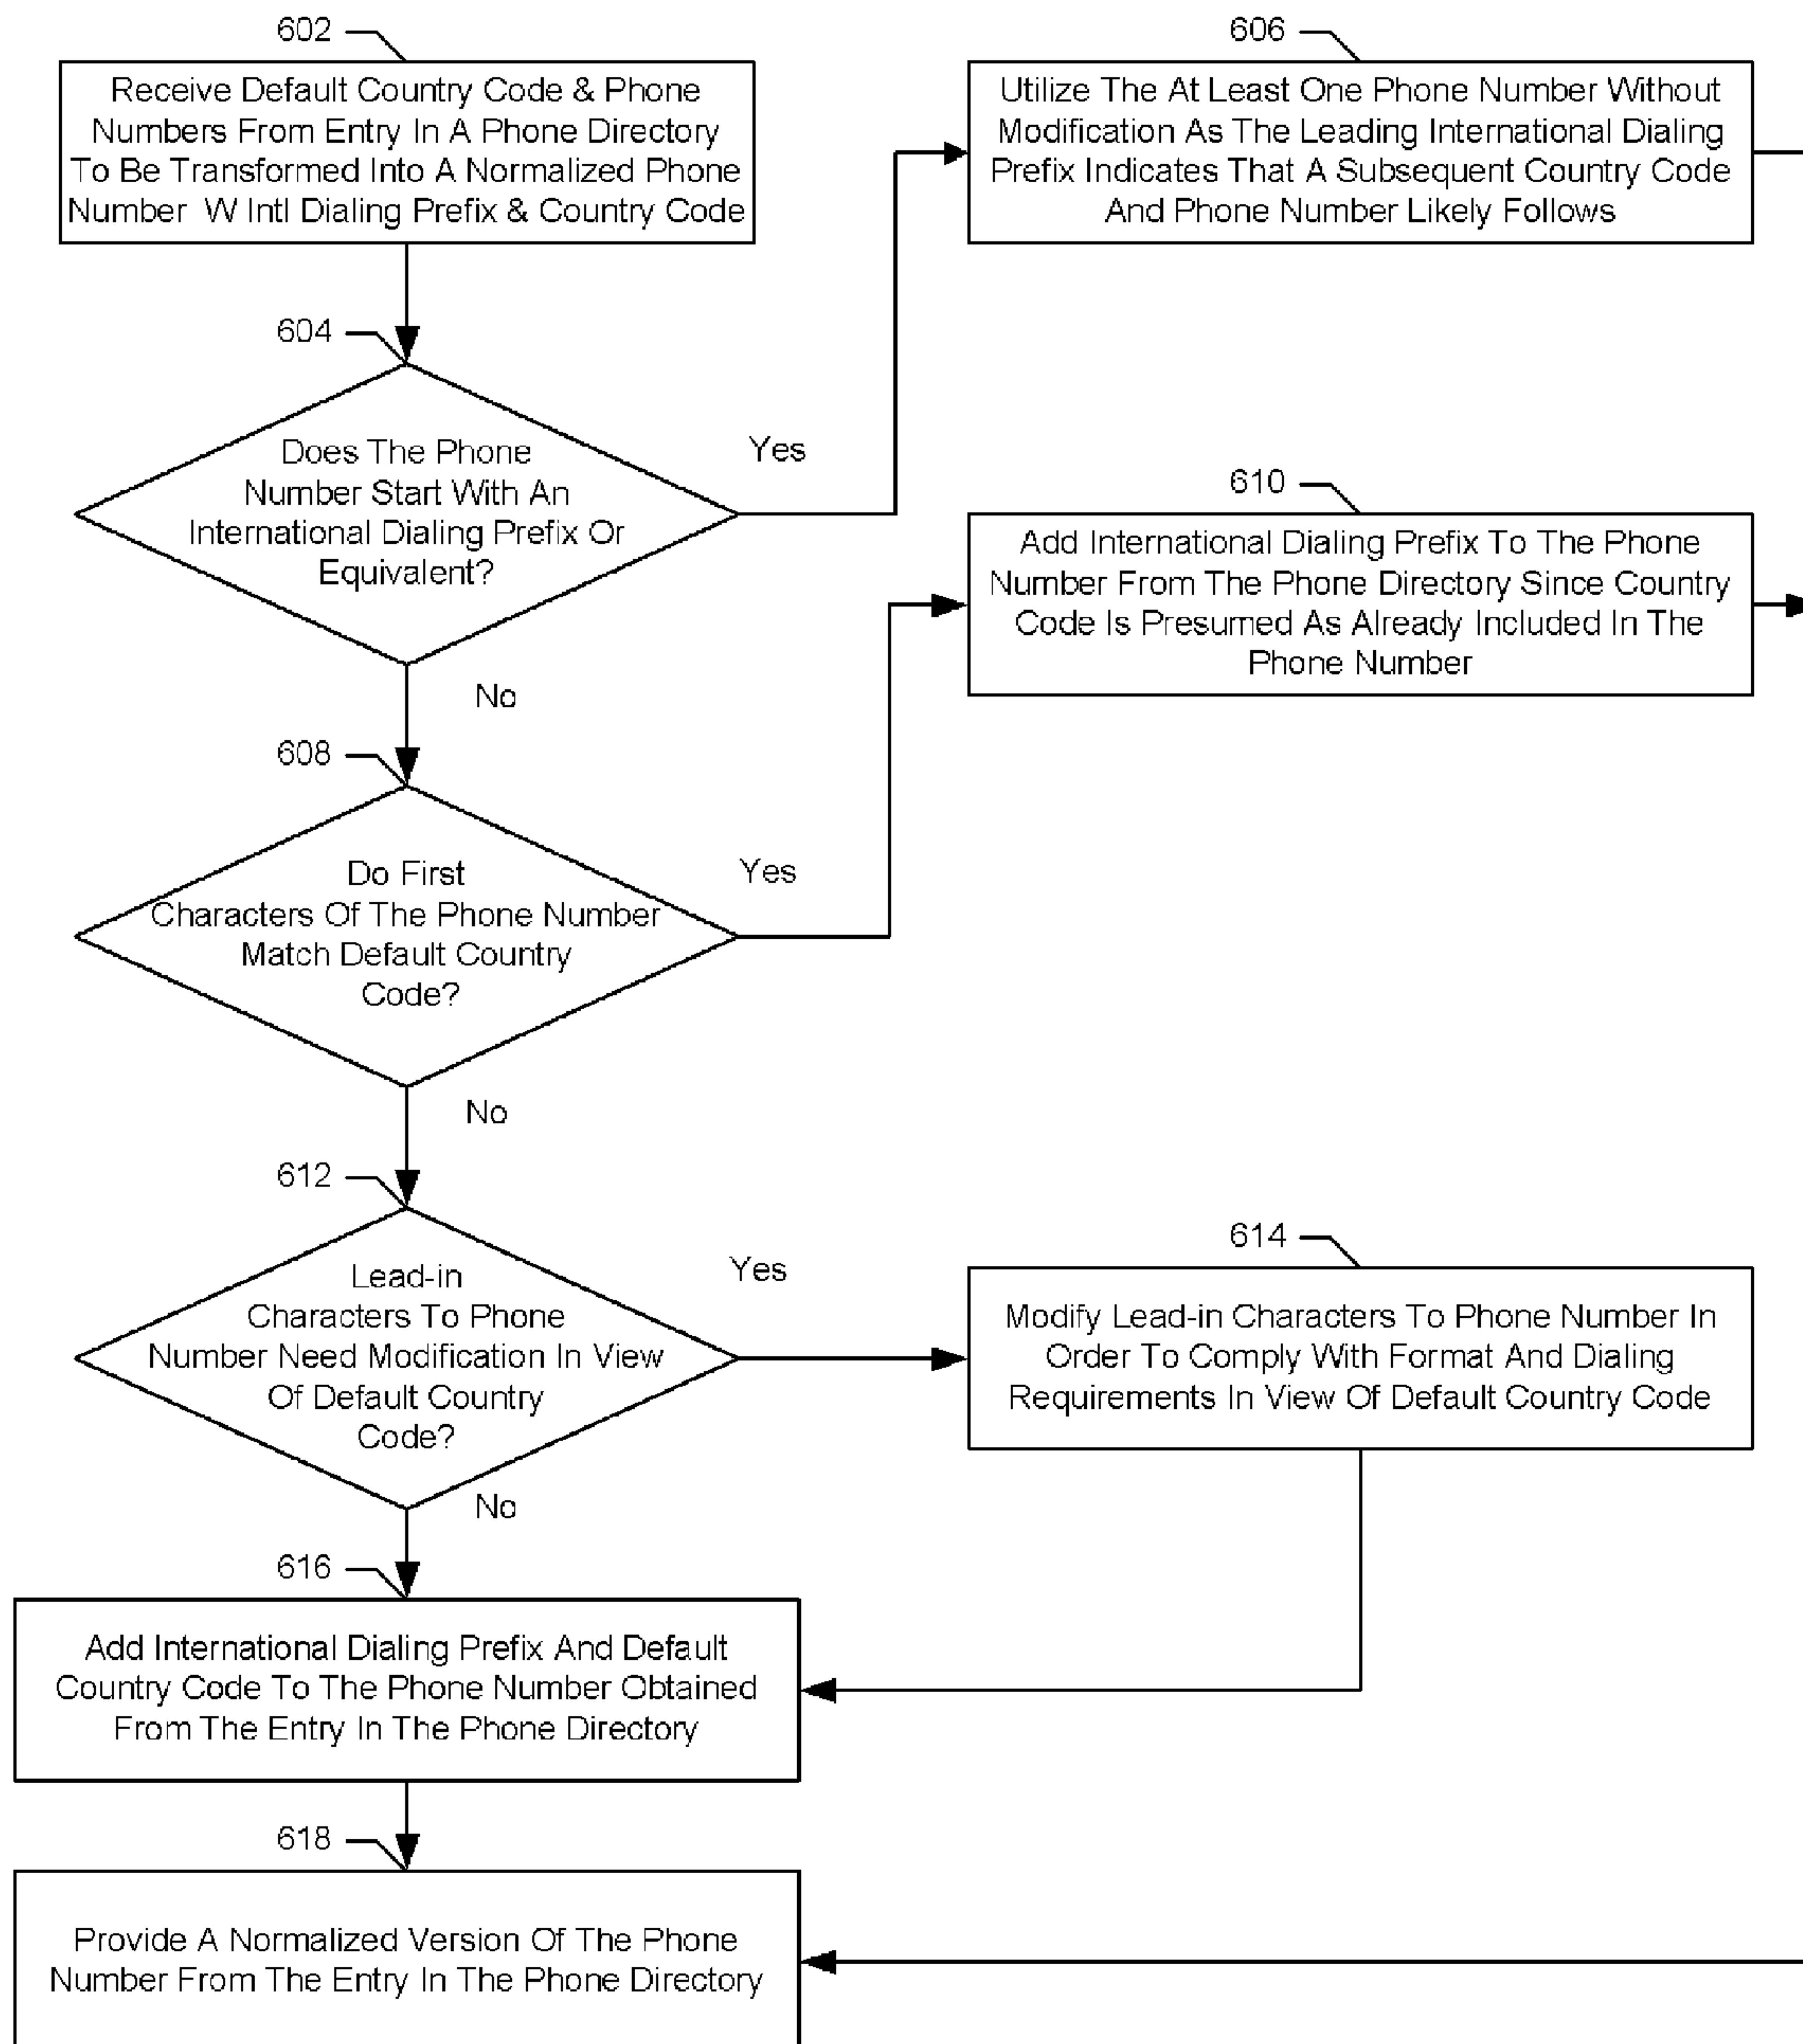 602
Receive Default Country Code & Phone
Numbers From Entry In A Phone Directory
To Be Transformed Into A Normalized Phone
Number W Intl Dialing Prefix & Country Code
606
Utilize The At Least One Phone Number Without
Modification As The Leading International Dialing
Prefix Indicates That A Subsequent Country Code
And Phone Number Likely Follows
604
Does The Phone
Number Start With An
International Dialing Prefix Or
Equivalent?
Yes
No
610
Add International Dialing Prefix To The Phone
Number From The Phone Directory Since Country
Code Is Presumed As Already Included In The
Phone Number
608
Do First
Characters Of The Phone Number
Match Default Country
Code?
Yes
No
612
Lead-in
Characters To Phone
Number Need Modification In View
Of Default Country
Code?
Yes
No
614
Modify Lead-in Characters To Phone Number In
Order To Comply With Format And Dialing
Requirements In View Of Default Country Code
616
Add International Dialing Prefix And Default
Country Code To The Phone Number Obtained
From The Entry In The Phone Directory
618
Provide A Normalized Version Of The Phone
Number From The Entry In The Phone Directory